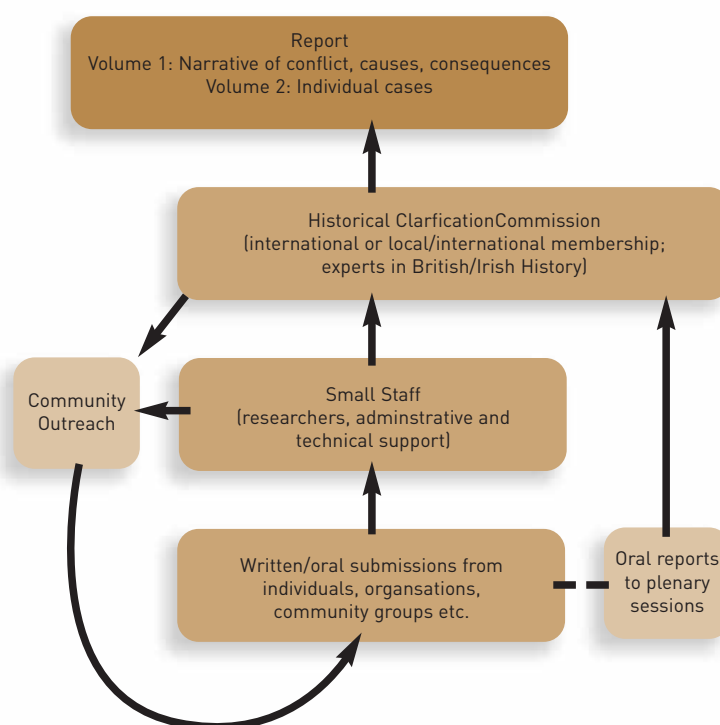 Report
Volume 1: Narrative of conflict, causes, consequences
Volume 2: Individual cases
Historical ClarficationCommission
(international or local/international membership;
experts in British/Irish History)
Community
Outreach
Small Staff
(researchers, adminstrative and
technical support)
Written/oral submissions from
individuals, organsations,
community groups etc.
Oral reports
to plenary
sessions